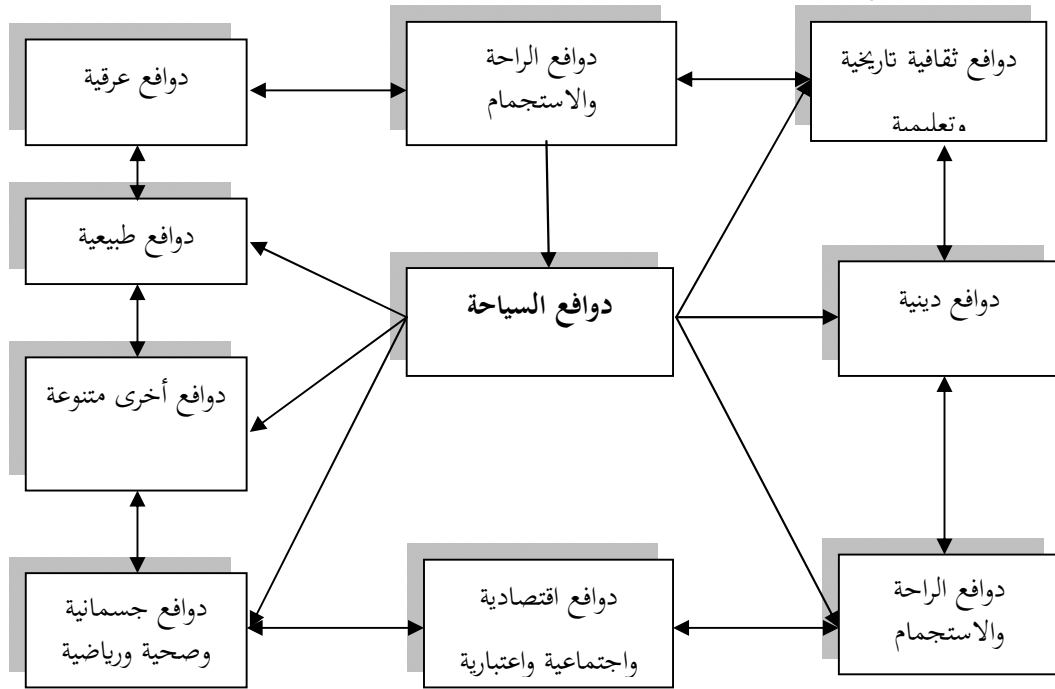 دوافع ثقافية تاريخية
وتعليمية
دوافع الراحة
والاستجمام
دوافع عرقية
دوافع طبيعية
دوافع السياحة
دوافع دينية
دوافع أخرى متنوعة
دوافع الراحة
والاستجمام
دوافع اقتصادية
واجتماعية واعتبارية
دوافع جسمانية
وصحية ورياضية